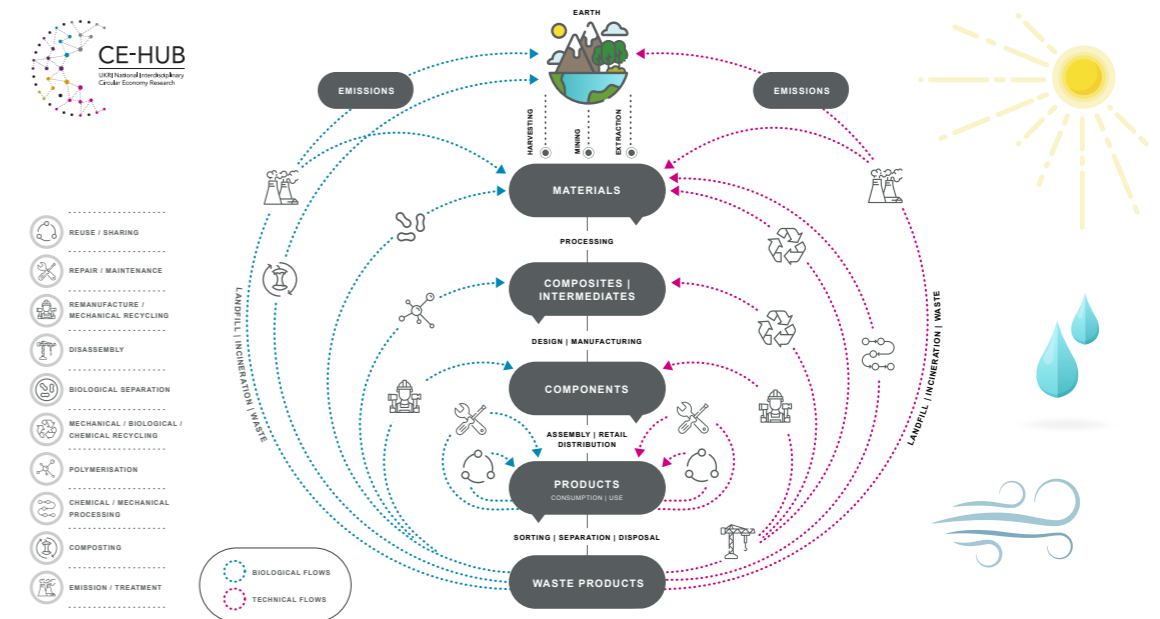 CE-HUB
UKRI National Interdisciplinary
Circular Economy Research
EARTH
EMISSIONS
EMISSIONS
HARVESTING
MINING
EXTRACTION
MATERIALS
PROCESSING
COMPOSITES |
INTERMEDIATES
DESIGN | MANUFACTURING
COMPONENTS
ASSEMBLY | RETAIL
DISTRIBUTION
PRODUCTS
CONSUMPTION | USE
SORTING | SEPARATION | DISPOSAL
WASTE PRODUCTS
LANDFILL | INCINERATION | WASTE
LANDFILL | INCINERATION | WASTE
REUSE / SHARING
REPAIR / MAINTENANCE
REMANUFACTURE /
MECHANICAL RECYCLING
DISASSEMBLY
BIOLOGICAL SEPARATION
MECHANICAL / BIOLOGICAL /
CHEMICAL RECYCLING
POLYMERISATION
CHEMICAL / MECHANICAL
PROCESSING
COMPOSTING
EMISSION / TREATMENT
BIOLOGICAL FLOWS
TECHNICAL FLOWS